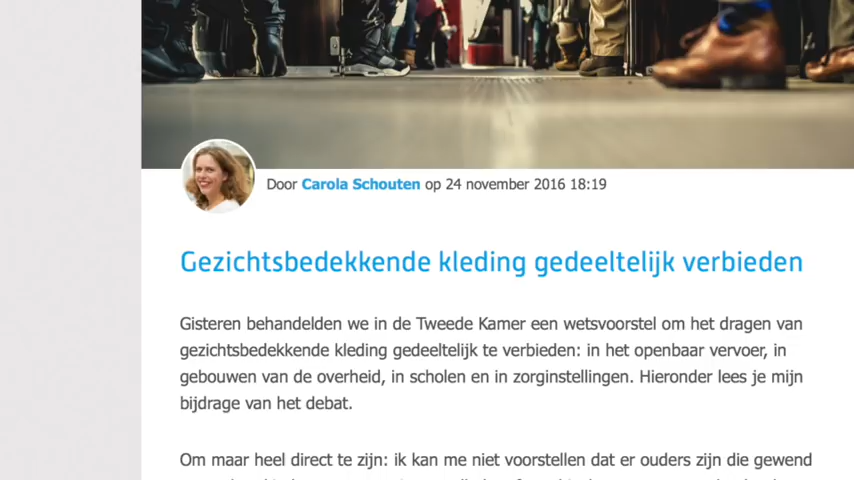 Door Carola Schouten op 24 november 2016 18:19
Gezichtsbedekkende kleding gedeeltelijk verbieden
Gisteren behandelden we in de Tweede Kamer een wetsvoorstel om het dragen van
gezichtsbedekkende kleding gedeeltelijk te verbieden: in het openbaar vervoer, in
gebouwen van de overheid, in scholen en in zorginstellingen. Hieronder lees je mijn
bijdrage van het debat.
Om maar heel direct te zijn: ik kan me niet voorstellen dat er ouders zijn die gewend